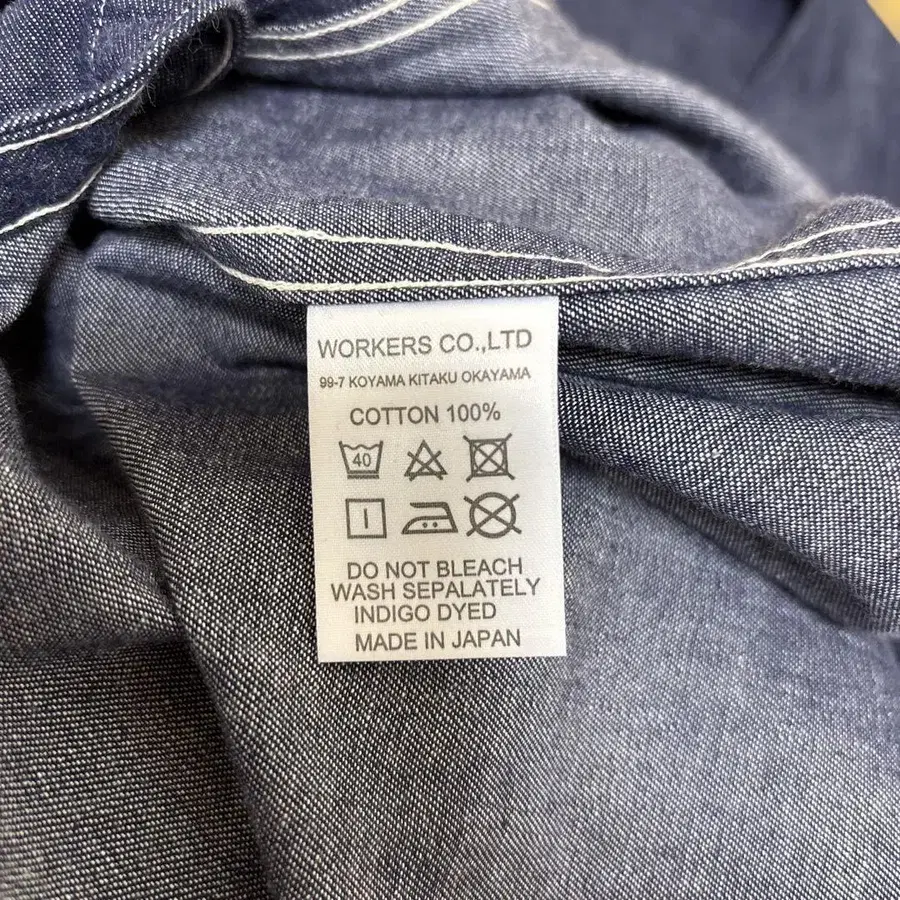 WORKERS CO.,LTD
99-7 KOYAMA KITAKU OKAYAMA
COTTON 100%
40
DO NOT BLEACH
WASH SEPALATELY
INDIGO DYED
MADE IN JAPAN